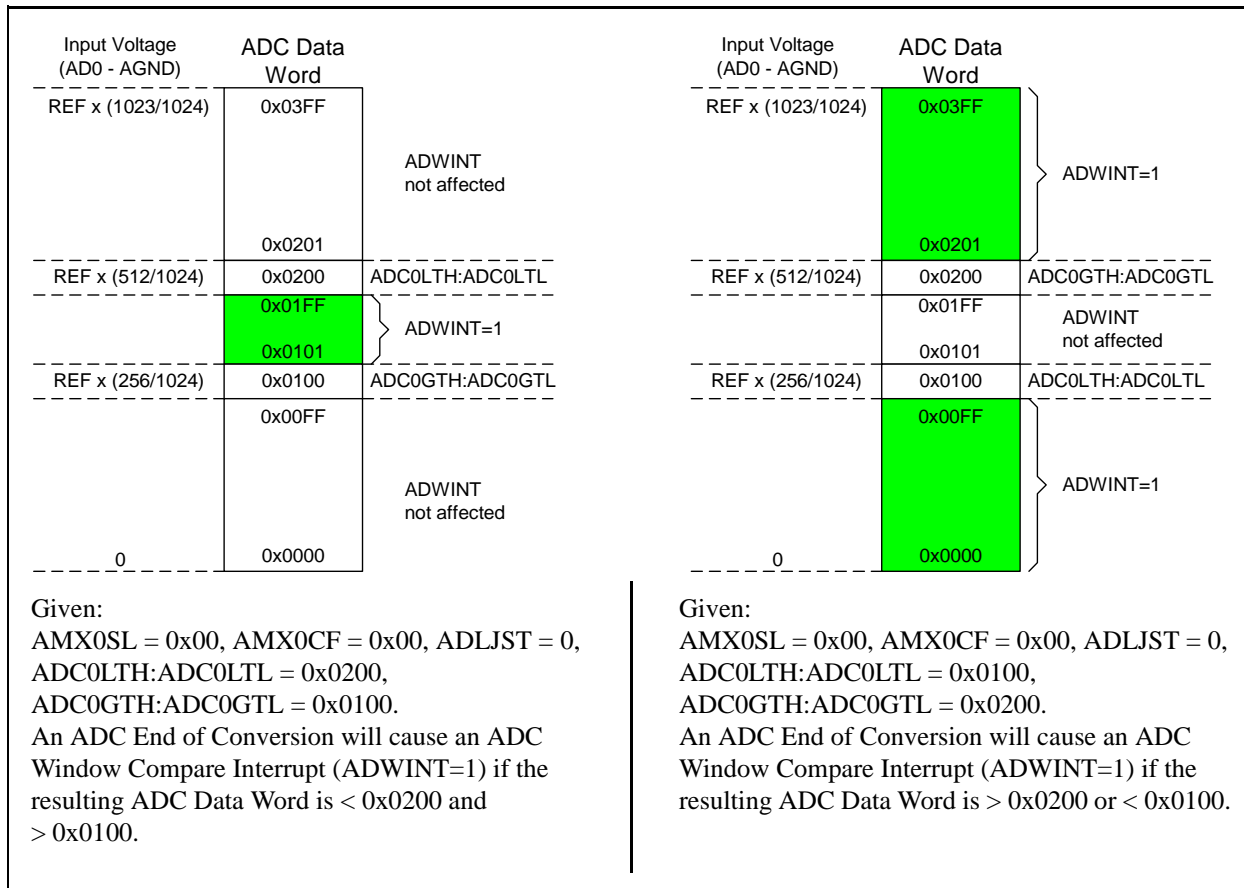 Input Voltage
(AD0 - AGND)
ADC Data
Word
REF x (1023/1024)
0x03FF
ADWINT
not affected
0x0201
REF x (512/1024)
0x0200
ADC0LTH:ADC0LTL
0x01FF
ADWINT=1
0x0101
REF x (256/1024)
0x0100
ADC0GTH:ADC0GTL
0x00FF
ADWINT
not affected
0
0x0000
Given:
AMX0SL = 0x00, AMX0CF = 0x00, ADLJST = 0,
ADC0LTH:ADC0LTL = 0x0200,
ADC0GTH:ADC0GTL = 0x0100.
An ADC End of Conversion will cause an ADC
Window Compare Interrupt (ADWINT=1) if the
resulting ADC Data Word is < 0x0200 and
> 0x0100.
Input Voltage
(AD0 - AGND)
ADC Data
Word
REF x (1023/1024)
0x03FF
ADWINT=1
0x0201
REF x (512/1024)
0x0200
ADC0GTH:ADC0GTL
0x01FF
ADWINT
not affected
0x0101
REF x (256/1024)
0x0100
ADC0LTH:ADC0LTL
0x00FF
ADWINT=1
0
0x0000
Given:
AMX0SL = 0x00, AMX0CF = 0x00, ADLJST = 0,
ADC0LTH:ADC0LTL = 0x0100,
ADC0GTH:ADC0GTL = 0x0200.
An ADC End of Conversion will cause an ADC
Window Compare Interrupt (ADWINT=1) if the
resulting ADC Data Word is > 0x0200 or < 0x0100.